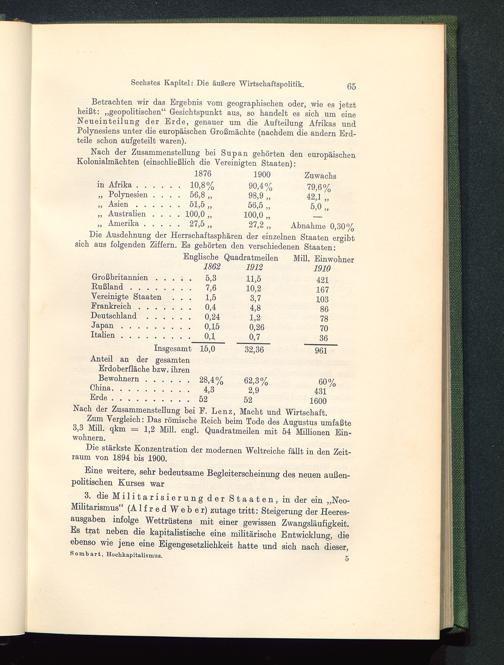 Sechstes Kapitel: Die äußere Wirtschaftspolitik. 65
Betrachten wir das Ergebnis vom geographischen oder, wie es jetzt
heißt: „geopolitischen“ Gesichtspunkt aus, so handelt es sich um eine
Neueinteilung der Erde, genauer um die Aufteilung Afrikas und
Polynesiens unter die europäischen Großmächte (nachdem die andern Erd-
teile schon aufgeteilt waren).
Nach der Zusammenstellung bei Supan gehörten den europäischen
Kolonialmächten (einschließlich die Vereinigten Staaten):
1876 1900 Zuwachs
in Afrika . . . . . . 10,8% 90,4% 79,6%
„ Polynesien . . . . 56,8 „ 98,9 „ 42,1 „
„ Asien . . . . . . 51,5 „ 56,5 „ 5,0 „
„ Australien . . . . 100,0 „ 100,0 „ —
„ Amerika . . . . . 27,5 „ 27,2 „ Abnahme 0,30%
Die Ausdehnung der Herrschaftssphären der einzelnen Staaten ergibt
sich aus folgenden Ziffern. Es gehörten den verschiedenen Staaten:
Englische Quadratmeilen Mill. Einwohner
1862 1912 1910
Großbritannien . . . . . 5,3 11,5 421
Rußland . . . . . . . . 7,6 10,2 167
Vereinigte Staaten . . . 1,5 3,7 103
Frankreich . . . . . . . 0,4 4,8 86
Deutschland . . . . . . 0,24 1,2 78
Japan . . . . . . . . . 0,15 0,26 70
Italien . . . . . . . . . 0,1 0,7 36
Insgesamt 15,0 32,36 961
Anteil an der gesamten
Erdoberfläche bzw. ihren
Bewohnern . . . . . . 28,4% 62,3% 60%
China. . . . . . . . . . 4,3 2,9 431
Erde . . . . . . . . . . 52 52 1600
Nach der Zusammenstellung bei F. Lenz, Macht und Wirtschaft.
Zum Vergleich: Das römische Reich beim Tode des Augustus umfaßte
3,3 Mill. qkm = 1,2 Mill. engl. Quadratmeilen mit 54 Millionen Ein-
wohnern.
Die stärkste Konzentration der modernen Weltreiche fällt in den Zeit-
raum von 1894 bis 1900.
Eine weitere, sehr bedeutsame Begleiterscheinung des neuen außen-
politischen Kurses war
3. die Militarisierung der Staaten, in der ein „Neo-
Militarismus“ (Alfred Weber) zutage tritt: Steigerung der Heeres-
ausgaben infolge Wettrüstens mit einer gewissen Zwangsläufigkeit.
Es trat neben die kapitalistische eine militärische Entwicklung, die
ebenso wie jene eine Eigengesetzlichkeit hatte und sich nach dieser,
Sombart, Hochkapitalismus. 5